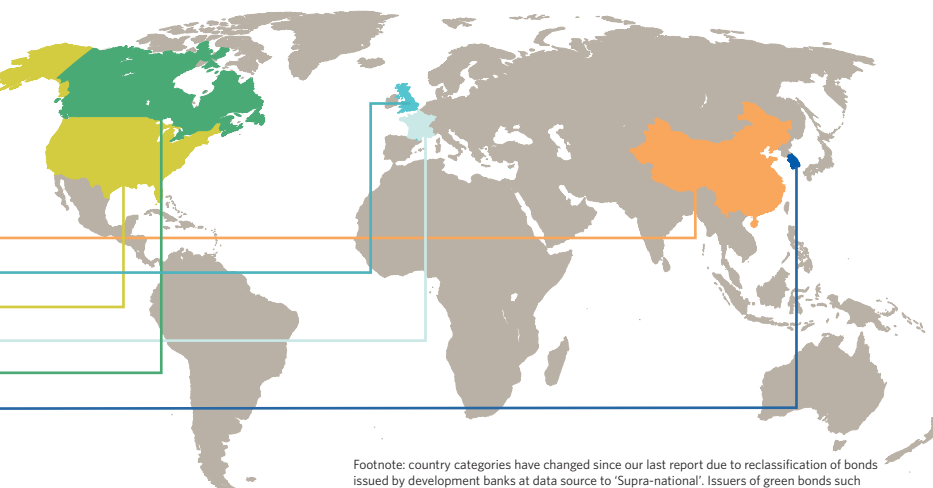 Footnote: country categories have changed since our last report due to reclassification of bonds
issued by development banks at data source to ‘Supra-national’. Issuers of green bonds such